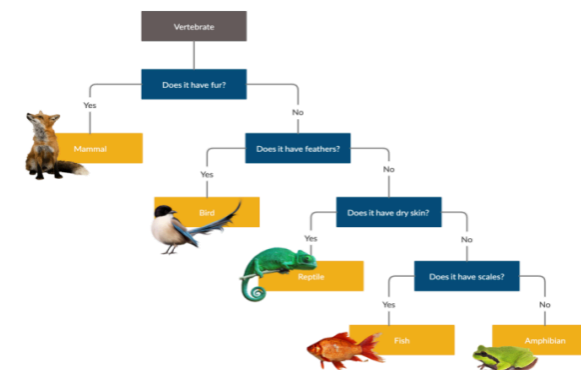 Vertebrate
Does it have fur?
Yes
No
Mammal
Does it have feathers?
Yes
No
Bird
Does it have dry skin?
Yes
No
Reptile
Does it have scales?
Yes
No
Fish
Amphibian